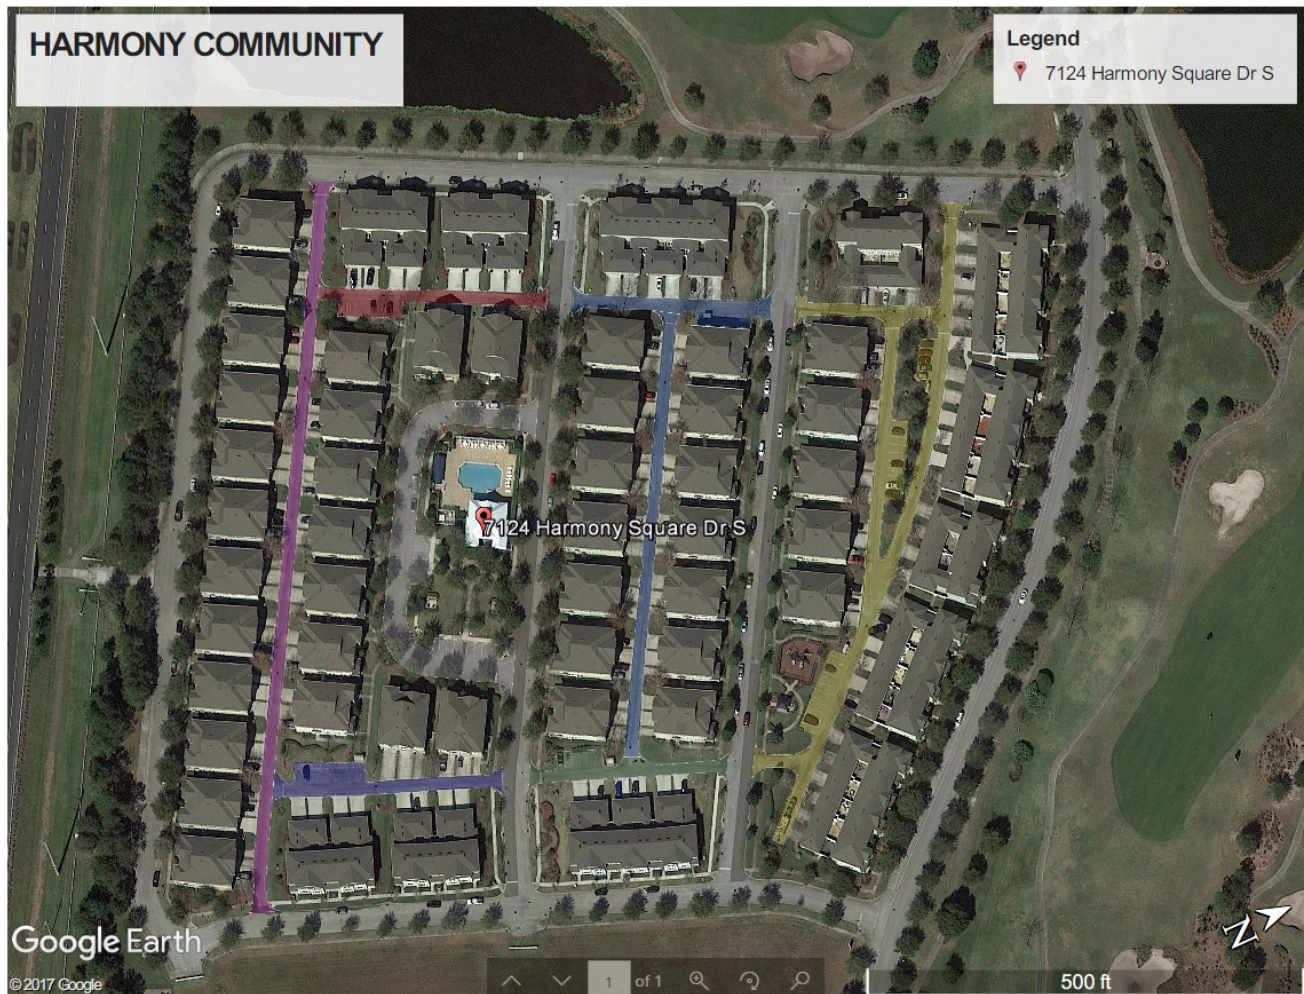 HARMONY COMMUNITY
Legend
7124 Harmony Square Dr S
7124 Harmony Square Dr S
N
Google Earth
© 2017 Google
1 of 1
500 ft